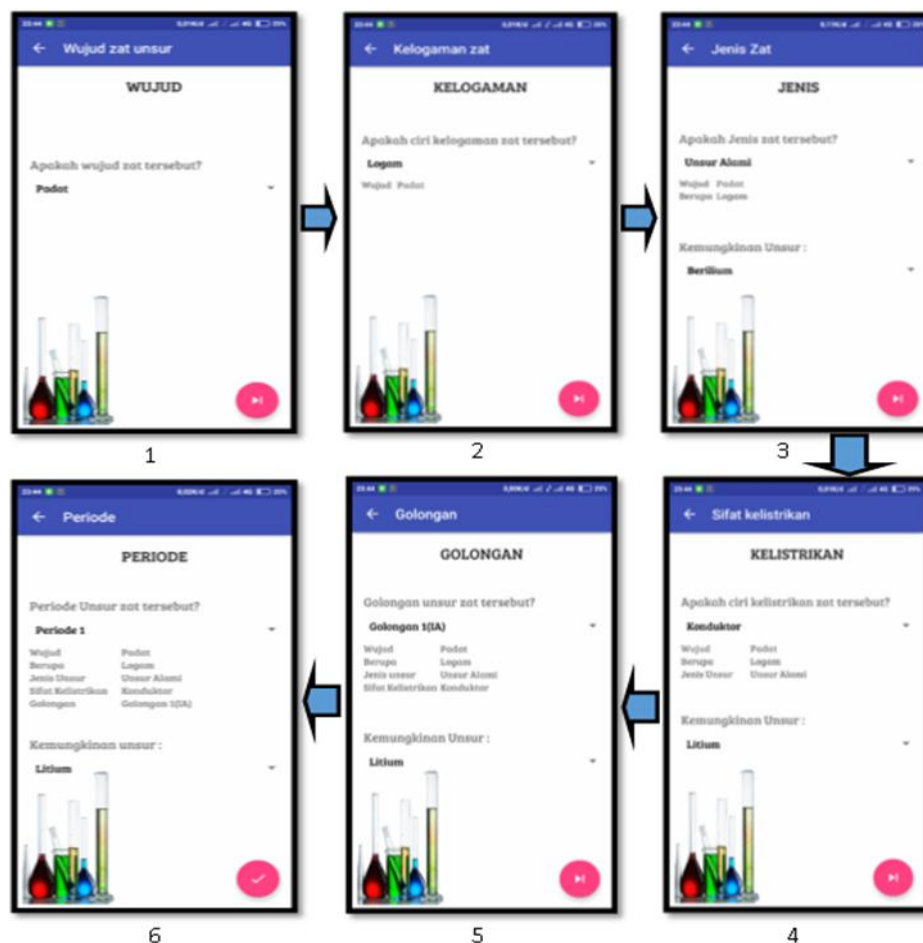 Wujud zat unsur
WUJUD
Apakah wujud zat tersebut?
Padat
1
Kelogaman zat
KELOGAMAN
Apakah ciri kelogaman zat tersebut?
Logam
Wujud Padat
2
Jenis Zat
JENIS
Apakah Jenis zat tersebut?
Unsur Alami
Wujud Padat
Berupa Logam
Kemungkinan Unsur :
Berilium
3
Sifat kelistrikan
KELISTRIKAN
Apakah ciri kelistrikan zat tersebut?
Konduktor
Wujud Padat
Berupa Logam
Jenis Unsur Unsur Alami
Kemungkinan Unsur :
Litium
4
Golongan
GOLONGAN
Golongan unsur zat tersebut?
Golongan 1(IA)
Wujud Padat
Berupa Logam
Jenis unsur Unsur Alami
Sifat Kelistrikan Konduktor
Kemungkinan Unsur :
Litium
5
Periode
PERIODE
Periode Unsur zat tersebut?
Periode 1
Wujud Padat
Berupa Logam
Jenis Unsur Unsur Alami
Sifat Kelistrikan Konduktor
Golongan Golongan 1(IA)
Kemungkinan unsur :
Litium
6